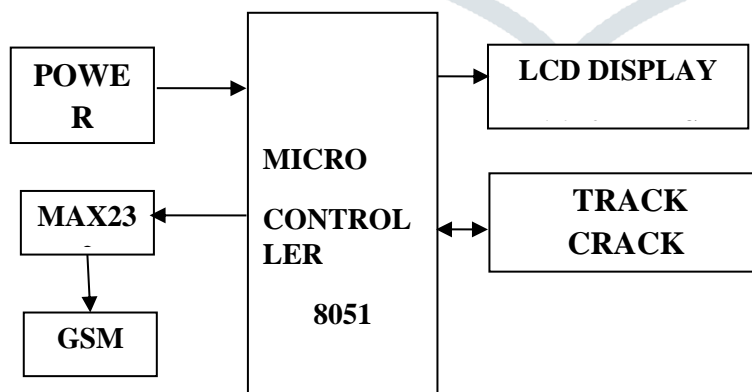 POWE
R
MAX23
GSM
MICRO
CONTROL
LER
8051
LCD DISPLAY
TRACK
CRACK